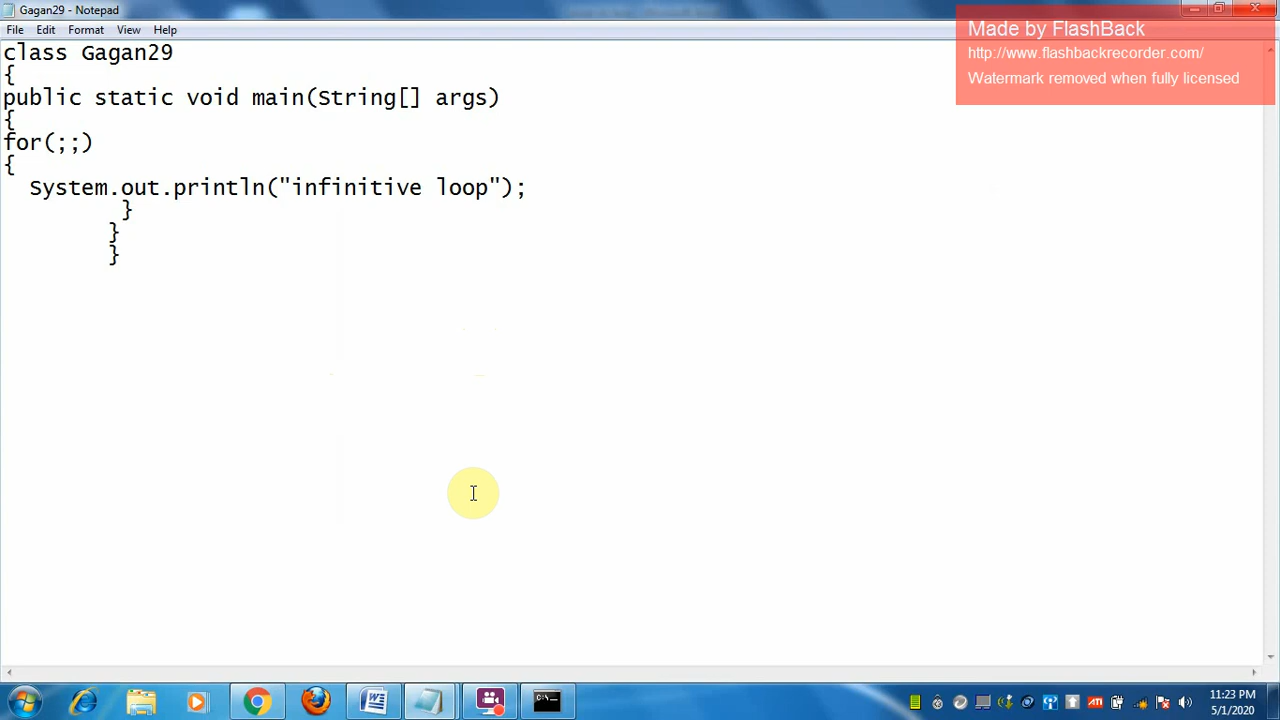 Gagan29 - Notepad
File Edit Format View Help
class Gagan29
{
public static void main(String[] args)
{
for(;;)
{
System.out.println("infinitive loop");
}
}
}
Made by FlashBack
http://www.flashbackrecorder.com/
Watermark removed when fully licensed
ATI
11:23 PM
5/1/2020